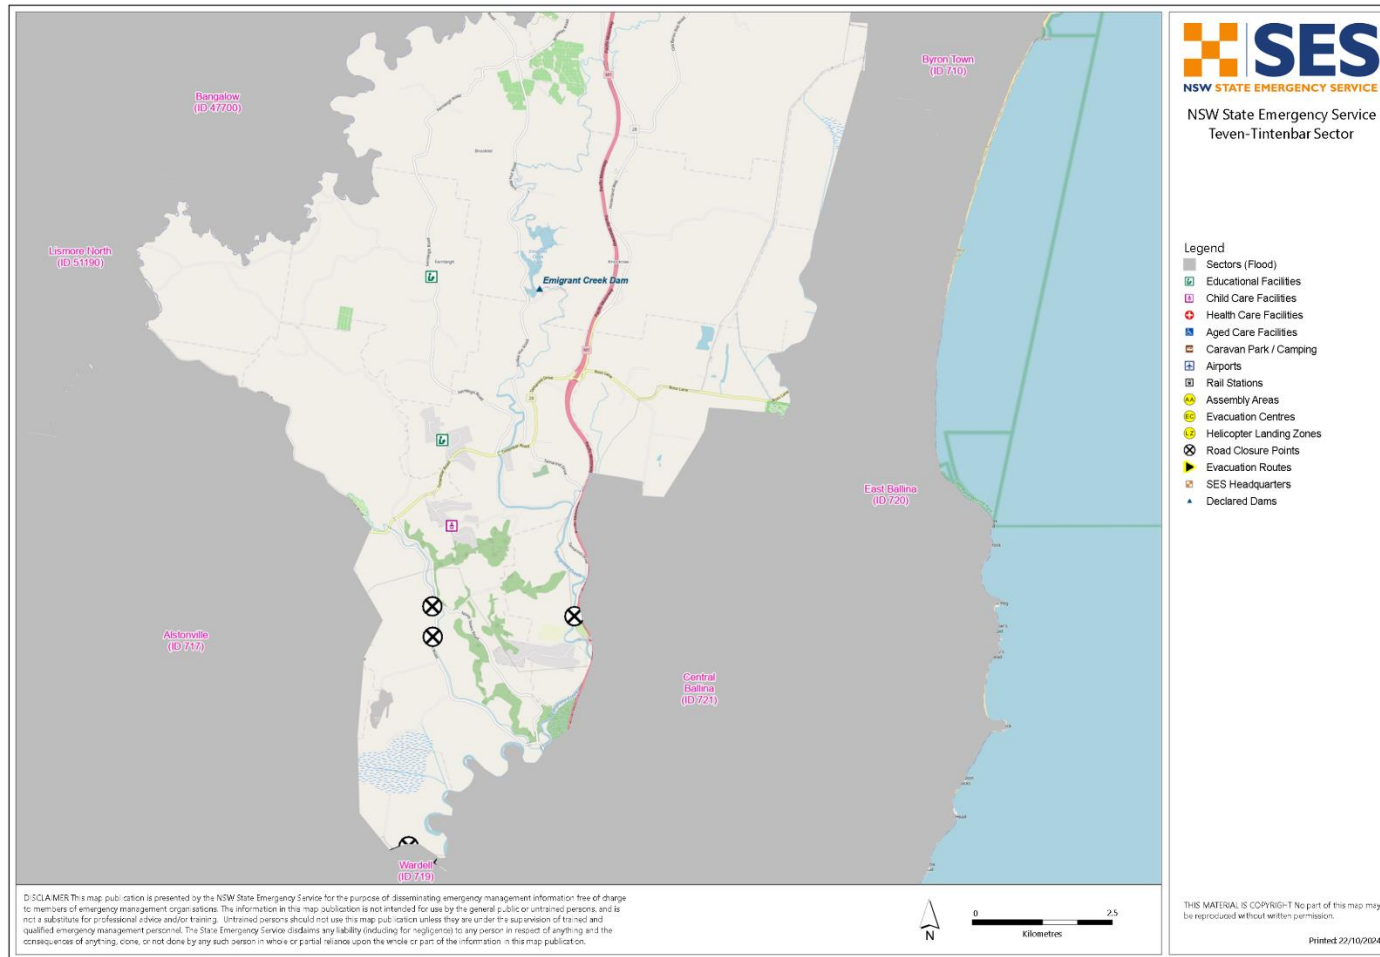 Byron Town
(ID 710)
Bangalow
(ID 47700)
Lismore North
(ID 51190)
Emigrant Creek Dam
East Ballina
(ID 720)
Alstonville
(ID 717)
Central
Ballina
(ID 721)
Wardell
(ID 719)
SES
NSW STATE EMERGENCY SERVICE
NSW State Emergency Service
Teven-Tintenbar Sector
Legend
Sectors (Flood)
Educational Facilities
Child Care Facilities
Health Care Facilities
Aged Care Facilities
Caravan Park / Camping
Airports
Rail Stations
AA Assembly Areas
EC Evacuation Centres
LZ Helicopter Landing Zones
Road Closure Points
Evacuation Routes
SES Headquarters
Declared Dams
DISCLAIMER This map publication is presented by the NSW State Emergency Service for the purpose of disseminating emergency management information free of charge
to members of emergency management organisations. The information in this map publication is not intended for use by the general public or untrained persons, and is
not a substitute for professional advice and/or training. Untrained persons should not use this map publication unless they are under the supervision of trained and
qualified emergency management personnel. The State Emergency Service disclaims any liability (including for negligence) to any person in respect of anything and the
consequences of anything, done, or not done by any such person in whole or partial reliance upon the whole or part of the information in this map publication.
N
0 2.5
Kilometres
THIS MATERIAL IS COPYRIGHT No part of this map may
be reproduced without written permission.
Printed: 22/10/2024